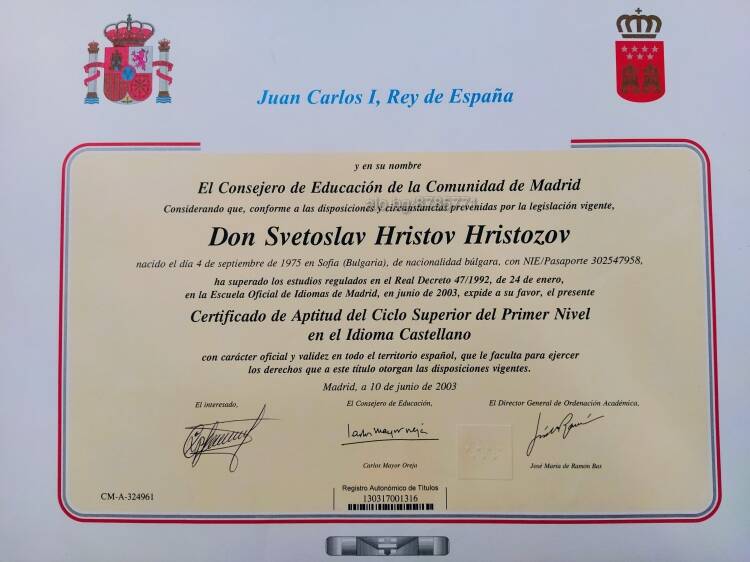 Juan Carlos I, Rey de España
y en su nombre
El Consejero de Educación de la Comunidad de Madrid
alo.bg/8785774
Considerando que, conforme a las disposiciones y circunstancias prevenidas por la legislación vigente,
Don Svetoslav Hristov Hristozov
nacido el día 4 de septiembre de 1975 en Sofia (Bulgaria), de nacionalidad búlgara, con NIE/Pasaporte 302547958,
ha superado los estudios regulados en el Real Decreto 47/1992, de 24 de enero,
en la Escuela Oficial de Idiomas de Madrid, en junio de 2003, expide a su favor, el presente
Certificado de Aptitud del Ciclo Superior del Primer Nivel
en el Idioma Castellano
con carácter oficial y validez en todo el territorio español, que le faculta para ejercer
los derechos que a este título otorgan las disposiciones vigentes.
Madrid, a 10 de junio de 2003
El interesado,
El Consejero de Educación,
El Director General de Ordenación Académica,
Carlos Mayor Oreja
José María de Ramon Bas
Registro Autonómico de Títulos
130317001316
CM-A-324961